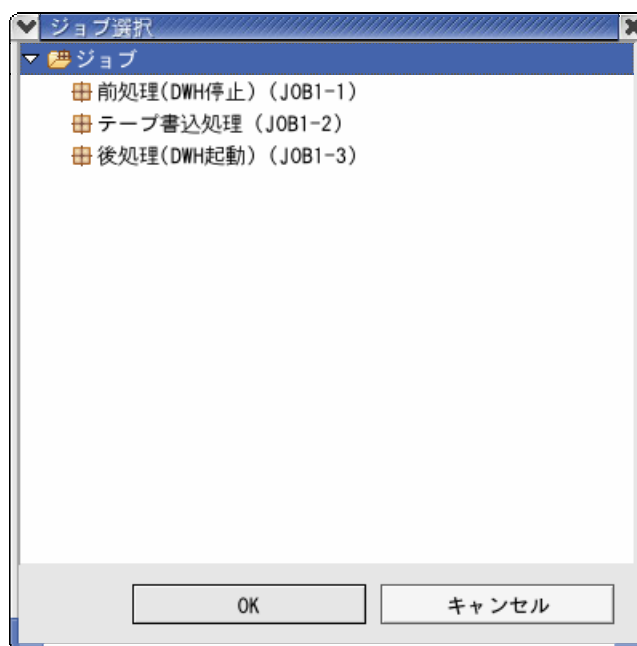 ジョブ選択
ジョブ
前処理(DWH停止) (JOB1-1)
テープ書込処理 (JOB1-2)
後処理(DWH起動) (JOB1-3)
OK
キャンセル